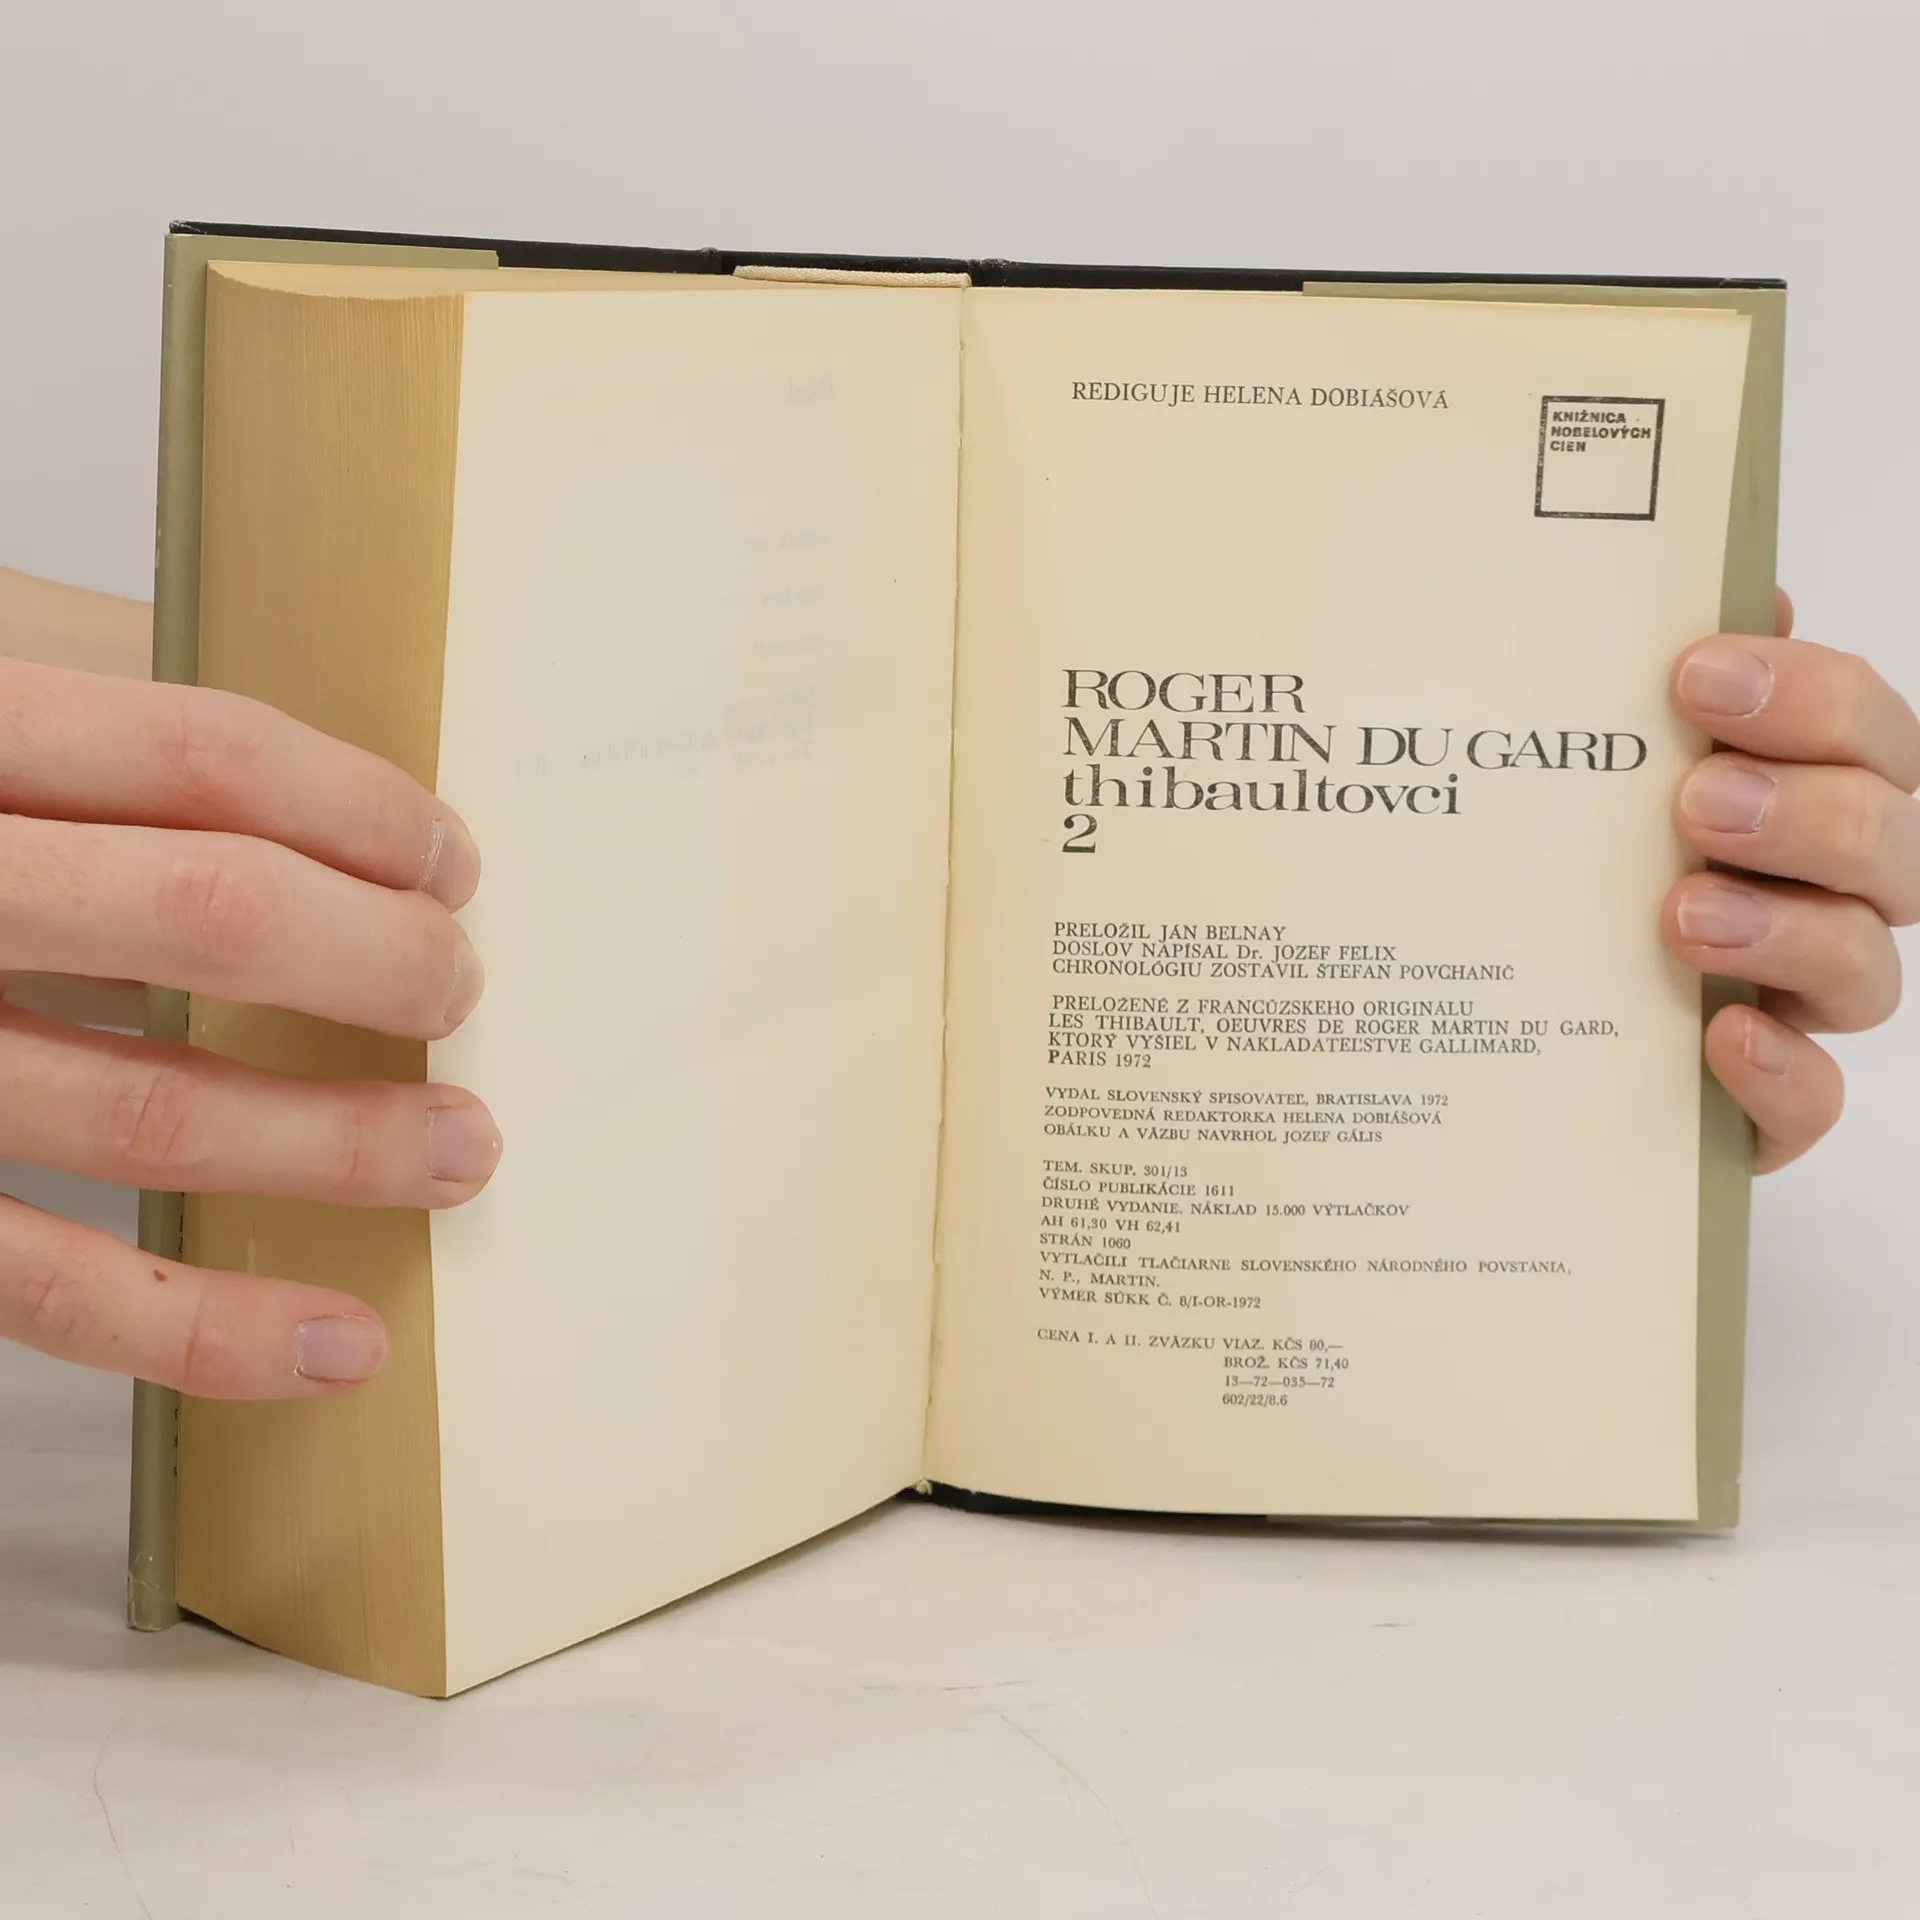 REDIGUJE HELENA DOBIÁŠOVÁ
KNIŽNICA
NOBELOVÝCH
CIEN
ROGER
MARTIN DU GARD
thibaultovci
2
PRELOŽIL JÁN BELNAY
DOSLOV NAPÍSAL Dr. JOZEF FELIX
CHRONOLÓGIU ZOSTAVIL ŠTEFAN POVCHANIČ
PRELOŽENÉ Z FRANCÚZSKEHO ORIGINÁLU
LES THIBAULT, OEUVRES DE ROGER MARTIN DU GARD,
KTORÝ VYŠIEL V NAKLADATEĽSTVE GALLIMARD,
PARIS 1972
VYDAL SLOVENSKÝ SPISOVATEĽ, BRATISLAVA 1972
ZODPOVEDNÁ REDAKTORKA HELENA DOBIÁŠOVÁ
OBÁLKU A VÄZBU NAVRHOL JOZEF GÁLIS
TEM. SKUP. 301/13
ČÍSLO PUBLIKÁCIE 1611
DRUHÉ VYDANIE. NÁKLAD 15.000 VÝTLAČKOV
AH 61,30 VH 62,41
STRÁN 1060
VYTLAČILI TLAČIARNE SLOVENSKÉHO NÁRODNÉHO POVSTANIA,
N. P., MARTIN.
VÝMER SÚKK Č. 8/I-OR-1972
CENA I. A II. ZVÄZKU VIAZ. KČS 80,—
BROŽ. KČS 71,40
13—72—035—72
602/22/8.6